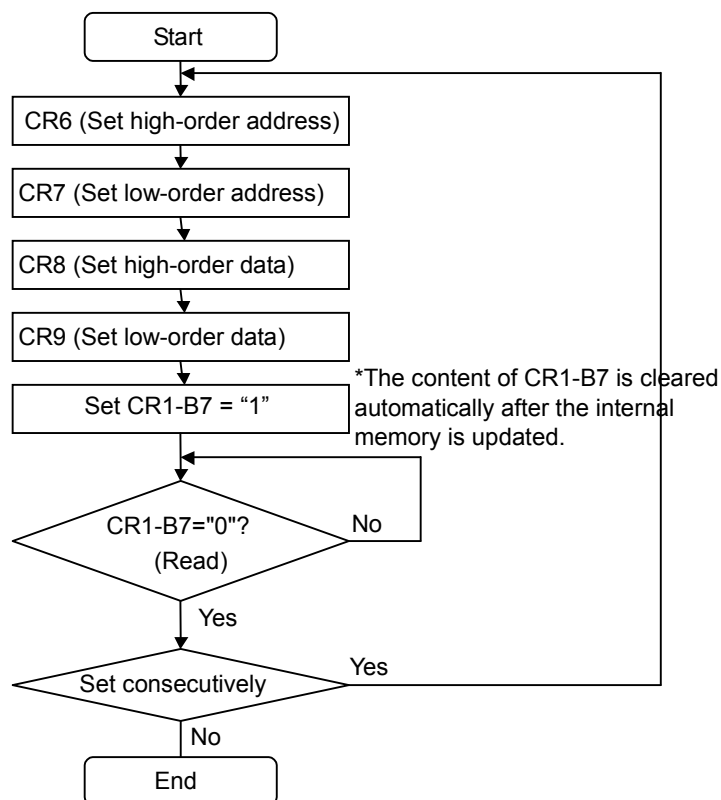 Start
CR6 (Set high-order address)
CR7 (Set low-order address)
CR8 (Set high-order data)
CR9 (Set low-order data)
Set CR1-B7 = “1”
*The content of CR1-B7 is cleared
automatically after the internal
memory is updated.
CR1-B7="0"?
(Read)
No
Yes
Set consecutively
Yes
No
End